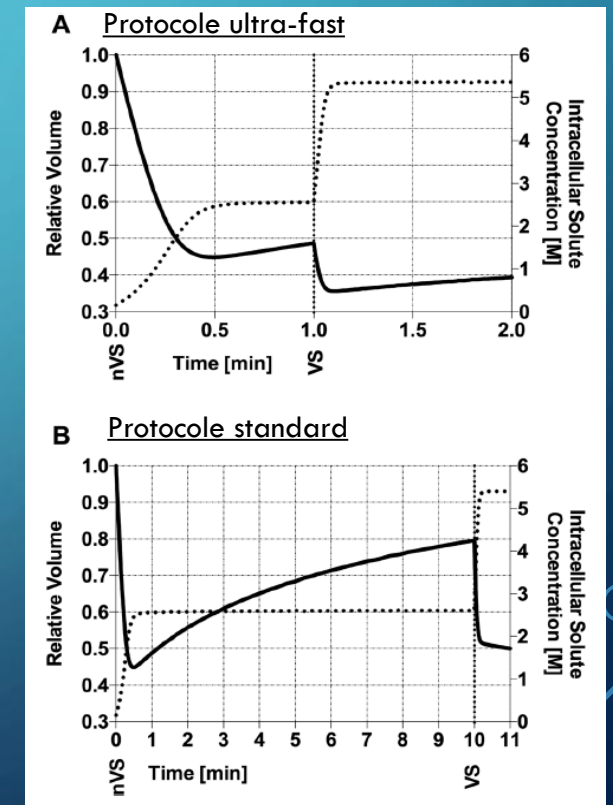 A Protocole ultra-fast
1.0
0.9
0.8
0.7
0.6
0.5
0.4
0.3
Relative Volume
6
5
4
3
2
1
0
Intracellular Solute
Concentration [M]
0.0 0.5 1.0 1.5 2.0
nVS Time [min] VS
B Protocole standard
1.0
0.9
0.8
0.7
0.6
0.5
0.4
0.3
Relative Volume
6
5
4
3
2
1
0
Intracellular Solute
Concentration [M]
0 1 2 3 4 5 6 7 8 9 10 11
nVS Time [min] VS